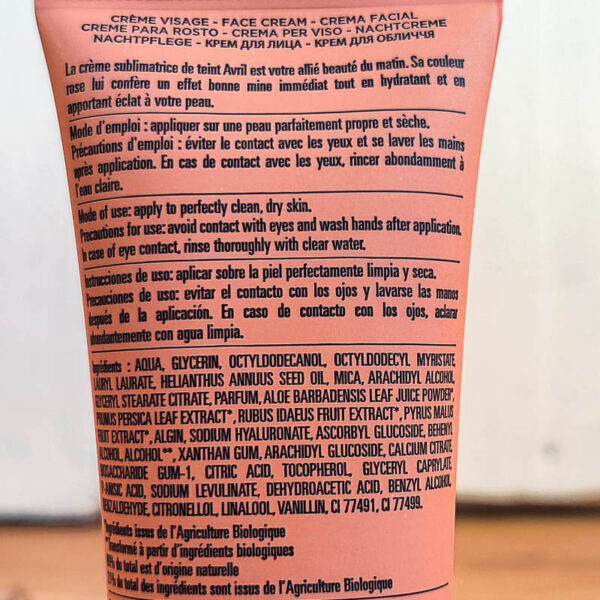 CRÈME VISAGE - FACE CREAM - CREMA FACIAL
CREME PARA ROSTO - CREMA PER VISO - NACHTCREME
NACHTPFLEGE - КРЕМ ДЛЯ ЛИЦА - КРЕМ ДЛЯ ОБЛИЧЧЯ
La crème sublimatrice de teint Avril est votre allié beauté du matin. Sa couleur
rose lui confère un effet bonne mine immédiat tout en hydratant et en
apportant éclat à votre peau.
Mode d'emploi : appliquer sur une peau parfaitement propre et sèche.
Précautions d'emploi : éviter le contact avec les yeux et se laver les mains
après application. En cas de contact avec les yeux, rincer abondamment à
l'eau claire.
Mode of use: apply to perfectly clean, dry skin.
Precautions for use: avoid contact with eyes and wash hands after application.
In case of eye contact, rinse thoroughly with clear water.
Instrucciones de uso: aplicar sobre la piel perfectamente limpia y seca.
Precauciones de uso: evitar el contacto con los ojos y lavarse las manos
después de la aplicación. En caso de contacto con los ojos, aclarar
abundantemente con agua limpia.
Ingrédients : AQUA, GLYCERIN, OCTYLDODECANOL, OCTYLDODECYL MYRISTATE,
LAURYL LAURATE, HELIANTHUS ANNUUS SEED OIL, MICA, ARACHIDYL ALCOHOL,
GLYCERYL STEARATE CITRATE, PARFUM, ALOE BARBADENSIS LEAF JUICE POWDER*,
PRUNUS PERSICA LEAF EXTRACT*, RUBUS IDAEUS FRUIT EXTRACT*, PYRUS MALUS
FRUIT EXTRACT*, ALGIN, SODIUM HYALURONATE, ASCORBYL GLUCOSIDE, BEHENYL
ALCOHOL, ALCOHOL**, XANTHAN GUM, ARACHIDYL GLUCOSIDE, CALCIUM CITRATE,
BIOSACCHARIDE GUM-1, CITRIC ACID, TOCOPHEROL, GLYCERYL CAPRYLATE,
P-ANISIC ACID, SODIUM LEVULINATE, DEHYDROACETIC ACID, BENZYL ALCOHOL,
BENZALDEHYDE, CITRONELLOL, LINALOOL, VANILLIN, CI 77491, CI 77499.
*Ingrédients issus de l'Agriculture Biologique
**Transformé à partir d'ingrédients biologiques
du total est d'origine naturelle
du total des ingrédients sont issus de l'Agriculture Biologique